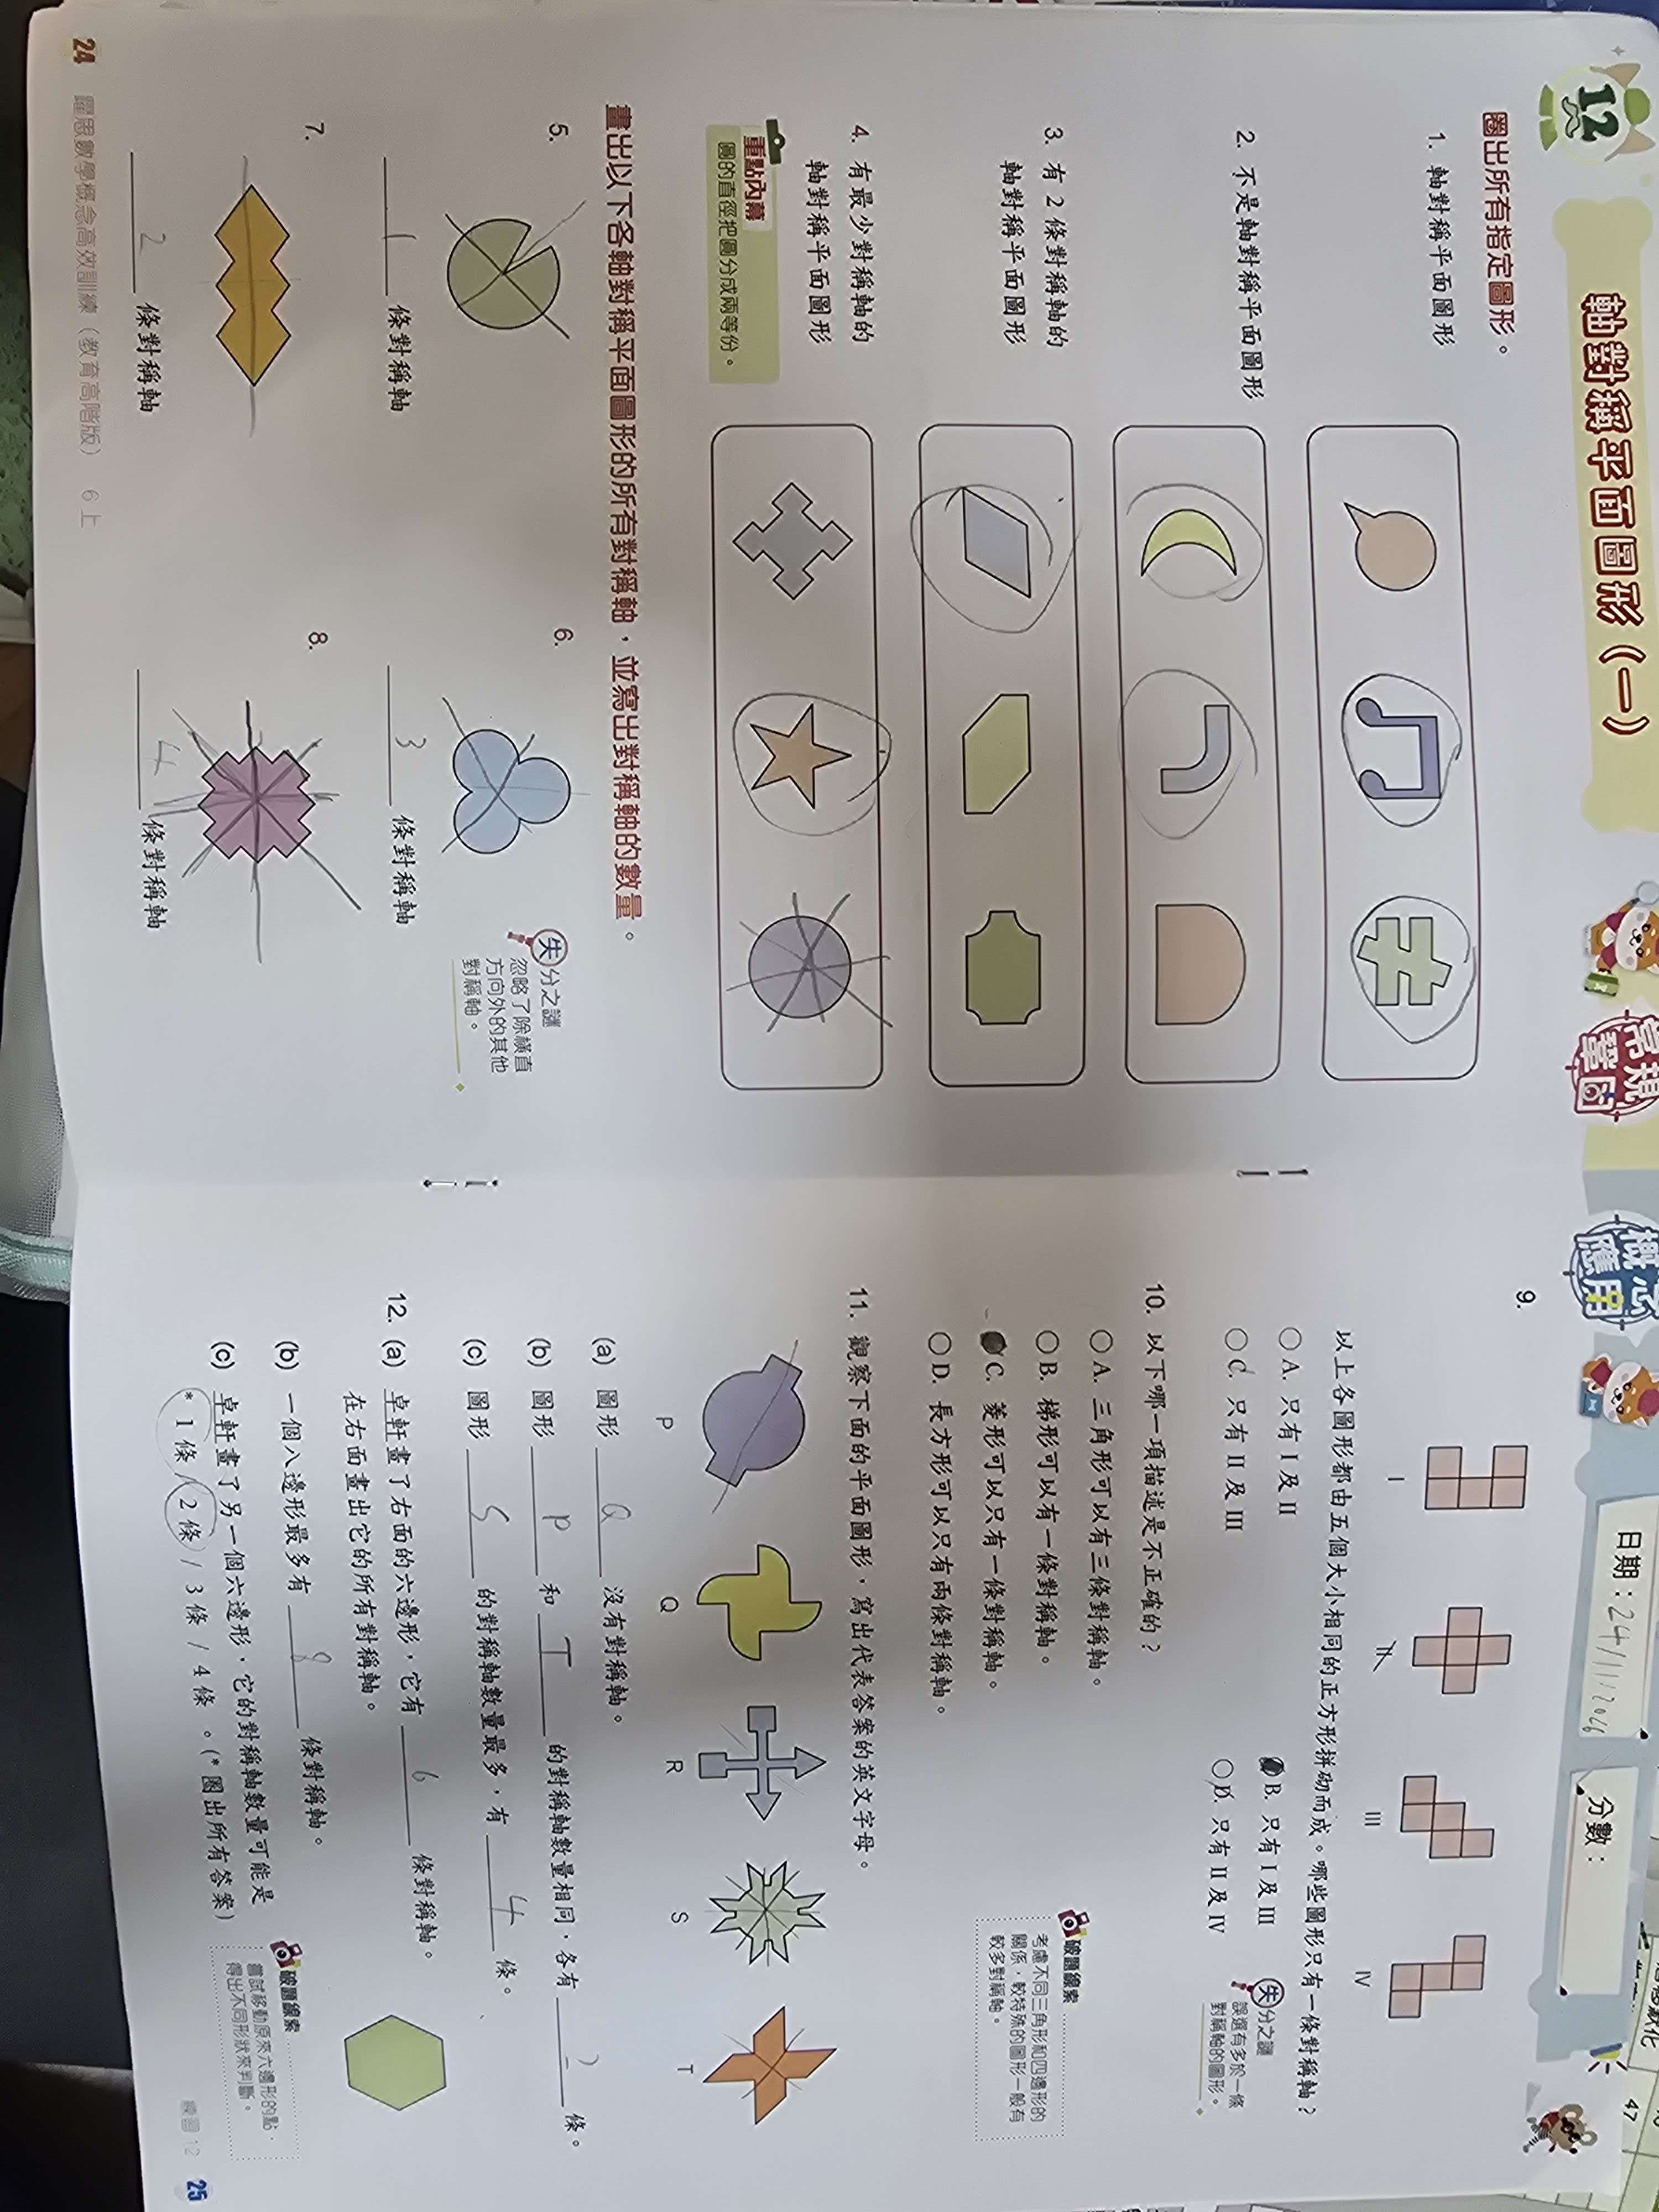 12
軸對稱平面圖形（一）
常規鞏固
圈出所有指定圖形。
1. 軸對稱平面圖形
2. 不是軸對稱平面圖形
3. 有 2 條對稱軸的
軸對稱平面圖形
4. 有最少對稱軸的
軸對稱平面圖形
重點內幕
圓的直徑把圓分成兩等份。
畫出以下各軸對稱平面圖形的所有對稱軸，並寫出對稱軸的數量。
5.
1 條對稱軸
6.
3 條對稱軸
失分之謎
忽略了除橫直
方向外的其他
對稱軸。
7.
2 條對稱軸
8.
4 條對稱軸
24 躍思數學概念高效訓練（教育高階版） 6上
概念應用
日期：24/11/2026
分數：
9.
I II III IV
以上各圖形都由五個大小相同的正方形拼砌而成。哪些圖形只有一條對稱軸？
A. 只有 I 及 II
B. 只有 I 及 III
C. 只有 II 及 III
D. 只有 II 及 IV
失分之謎
誤選有多於一條
對稱軸的圖形。
10. 以下哪一項描述是不正確的？
A. 三角形可以有三條對稱軸。
B. 梯形可以有一條對稱軸。
C. 菱形可以只有一條對稱軸。
D. 長方形可以只有兩條對稱軸。
破題線索
考慮不同三角形和四邊形的
關係，較特殊的圖形一般有
較多對稱軸。
11. 觀察下面的平面圖形，寫出代表答案的英文字母。
P Q R S T
(a) 圖形 Q 沒有對稱軸。
(b) 圖形 P 和 T 的對稱軸數量相同，各有 2 條。
(c) 圖形 S 的對稱軸數量最多，有 4 條。
12. (a) 卓軒畫了右面的六邊形，它有 6 條對稱軸。
在右面畫出它的所有對稱軸。
(b) 一個八邊形最多有 8 條對稱軸。
(c) 卓軒畫了另一個六邊形，它的對稱軸數量可能是
* 1 條 / 2 條 / 3 條 / 4 條 。(* 圈出所有答案)
破題線索
嘗試移動原來六邊形的點，
得出不同形狀來判斷。
練習 12 25
47